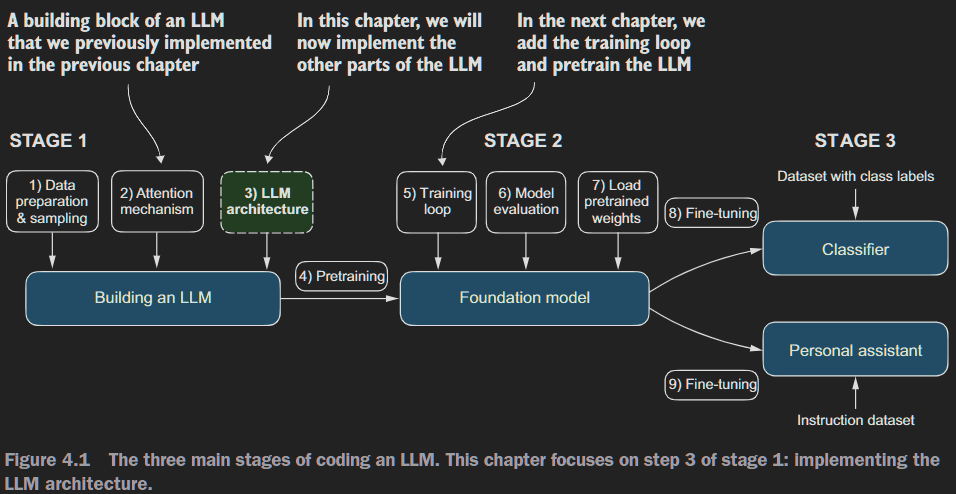 A building block of an LLM
that we previously implemented
in the previous chapter
In this chapter, we will
now implement the
other parts of the LLM
In the next chapter, we
add the training loop
and pretrain the LLM
STAGE 1
STAGE 2
STAGE 3
1) Data
preparation
& sampling
2) Attention
mechanism
3) LLM
architecture
5) Training
loop
6) Model
evaluation
7) Load
pretrained
weights
Dataset with class labels
8) Fine-tuning
Classifier
4) Pretraining
Building an LLM
Foundation model
Personal assistant
9) Fine-tuning
Instruction dataset
Figure 4.1 The three main stages of coding an LLM. This chapter focuses on step 3 of stage 1: implementing the
LLM architecture.